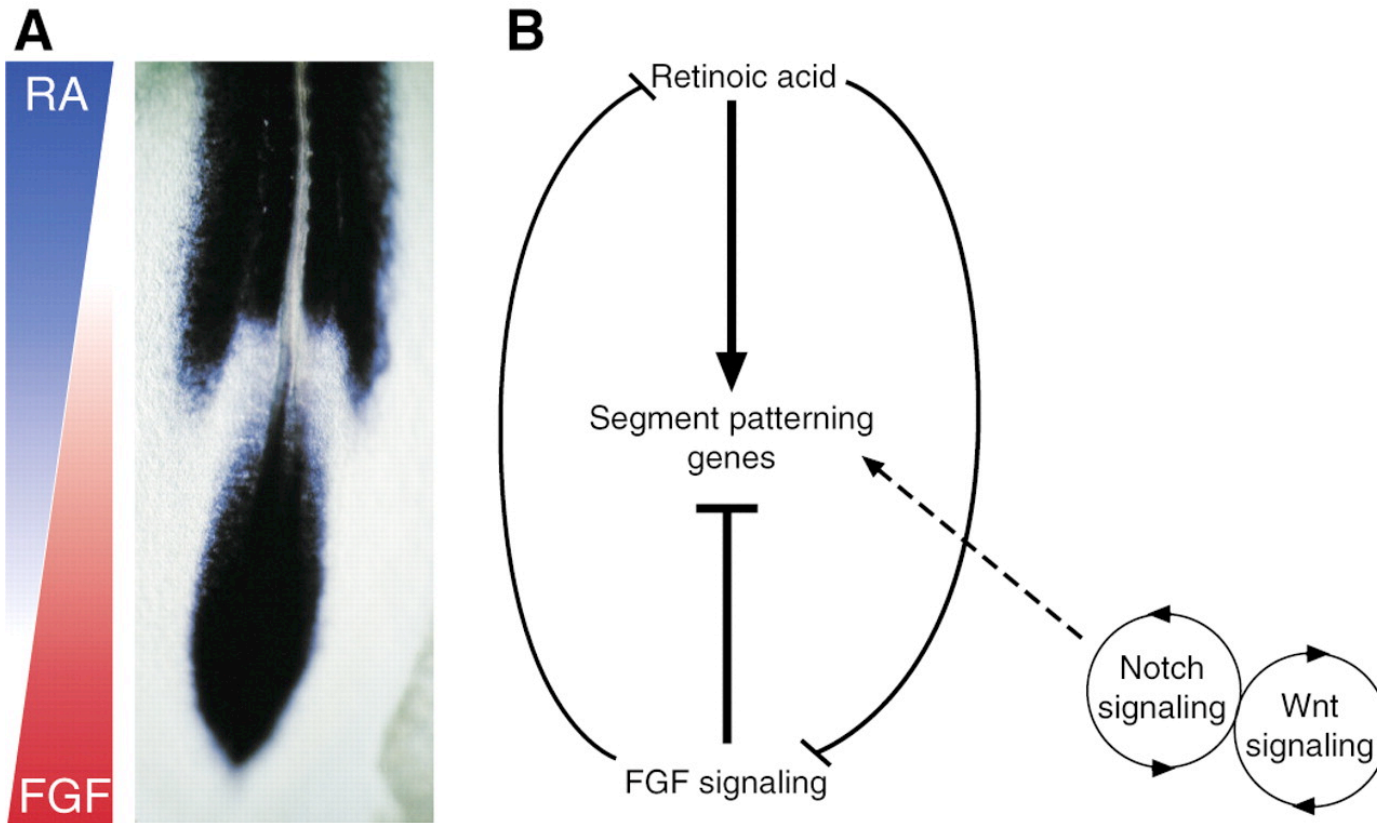 A
RA
FGF
B
Retinoic acid
Segment patterning
genes
FGF signaling
Notch
signaling
Wnt
signaling